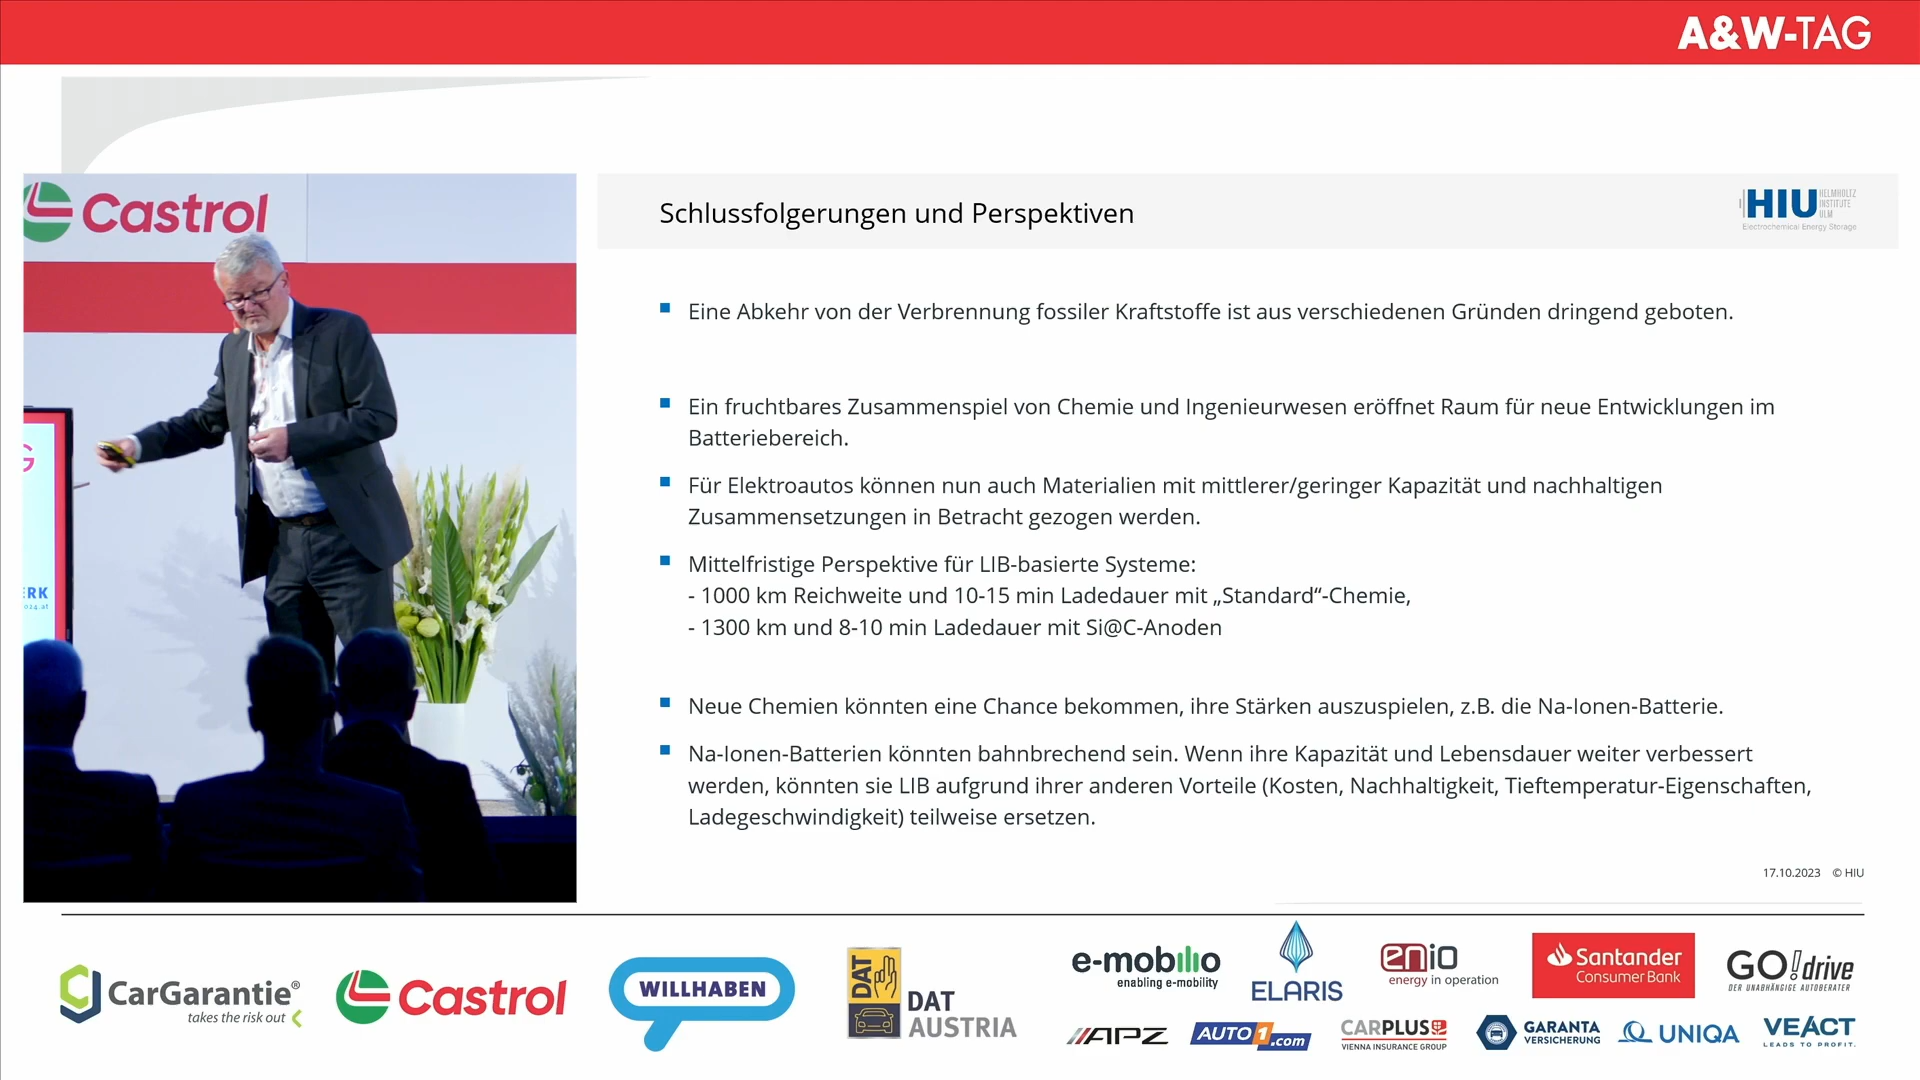 A&W-TAG
Castrol
G
ERK
024.at
Schlussfolgerungen und Perspektiven
HIU
HELMHOLTZ
INSTITUTE
ULM
Electrochemical Energy Storage
Eine Abkehr von der Verbrennung fossiler Kraftstoffe ist aus verschiedenen Gründen dringend geboten.
Ein fruchtbares Zusammenspiel von Chemie und Ingenieurwesen eröffnet Raum für neue Entwicklungen im
Batteriebereich.
Für Elektroautos können nun auch Materialien mit mittlerer/geringer Kapazität und nachhaltigen
Zusammensetzungen in Betracht gezogen werden.
Mittelfristige Perspektive für LIB-basierte Systeme:
- 1000 km Reichweite und 10-15 min Ladedauer mit „Standard“-Chemie,
- 1300 km und 8-10 min Ladedauer mit Si@C-Anoden
Neue Chemien könnten eine Chance bekommen, ihre Stärken auszuspielen, z.B. die Na-Ionen-Batterie.
Na-Ionen-Batterien könnten bahnbrechend sein. Wenn ihre Kapazität und Lebensdauer weiter verbessert
werden, könnten sie LIB aufgrund ihrer anderen Vorteile (Kosten, Nachhaltigkeit, Tieftemperatur-Eigenschaften,
Ladegeschwindigkeit) teilweise ersetzen.
17.10.2023 © HIU
CarGarantie®
takes the risk out
Castrol
WILLHABEN
DAT
DAT
AUSTRIA
e-mobilio
enabling e-mobility
ELARIS
enio
energy in operation
Santander
Consumer Bank
GO!drive
DER UNABHÄNGIGE AUTOBERATER
APZ
AUTO1.com
CARPLUS
VIENNA INSURANCE GROUP
GARANTA
VERSICHERUNG
UNIQA
VEACT
LEADS TO PROFIT.